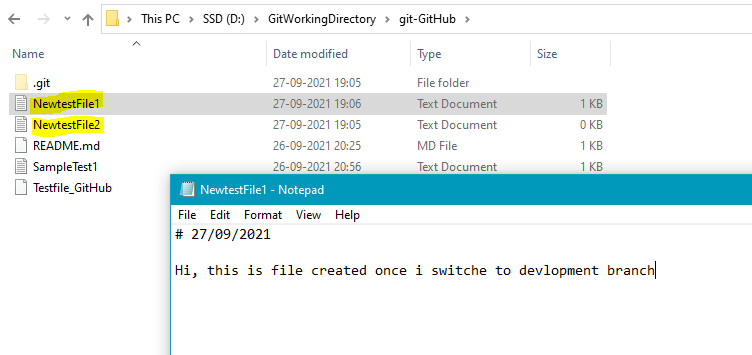 This PC > SSD (D:) > GitWorkingDirectory > git-GitHub >
Name Date modified Type Size
.git 27-09-2021 19:05 File folder
NewtestFile1 27-09-2021 19:06 Text Document 1 KB
NewtestFile2 27-09-2021 19:05 Text Document 0 KB
README.md 26-09-2021 20:25 MD File 1 KB
SampleTest1 26-09-2021 20:56 Text Document 1 KB
Testfile_GitHub
NewtestFile1 - Notepad
File Edit Format View Help
# 27/09/2021
Hi, this is file created once i switche to devlopment branch